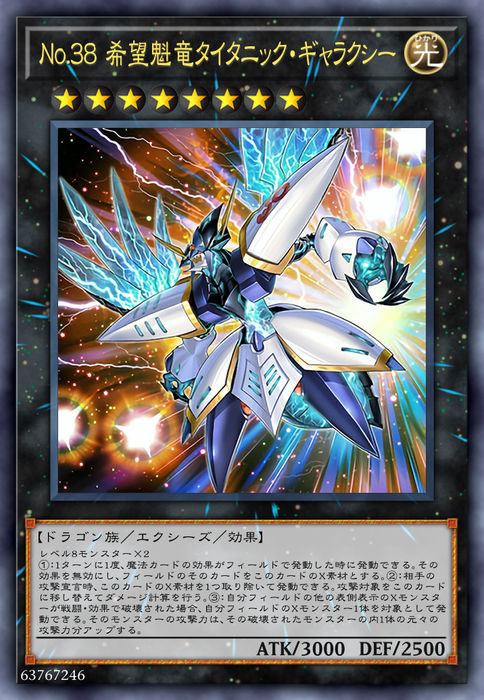 No.38 希望魁竜タイタニック・ギャラクシー
ひかり
光
【ドラゴン族／エクシーズ／効果】
レベル8モンスター×2
①:1ターンに1度、魔法カードの効果がフィールドで発動した時に発動できる。その
効果を無効にし、フィールドのそのカードをこのカードのX素材とする。②:相手の
攻撃宣言時、このカードのX素材を1つ取り除いて発動できる。攻撃対象をこのカード
に移し替えてダメージ計算を行う。③:自分フィールドの他の表側表示のXモンスタ
ーが戦闘・効果で破壊された場合、自分フィールドのXモンスター1体を対象として発
動できる。そのモンスターの攻撃力は、その破壊されたモンスターの内1体の元々の
攻撃力分アップする。
ATK/3000 DEF/2500
63767246